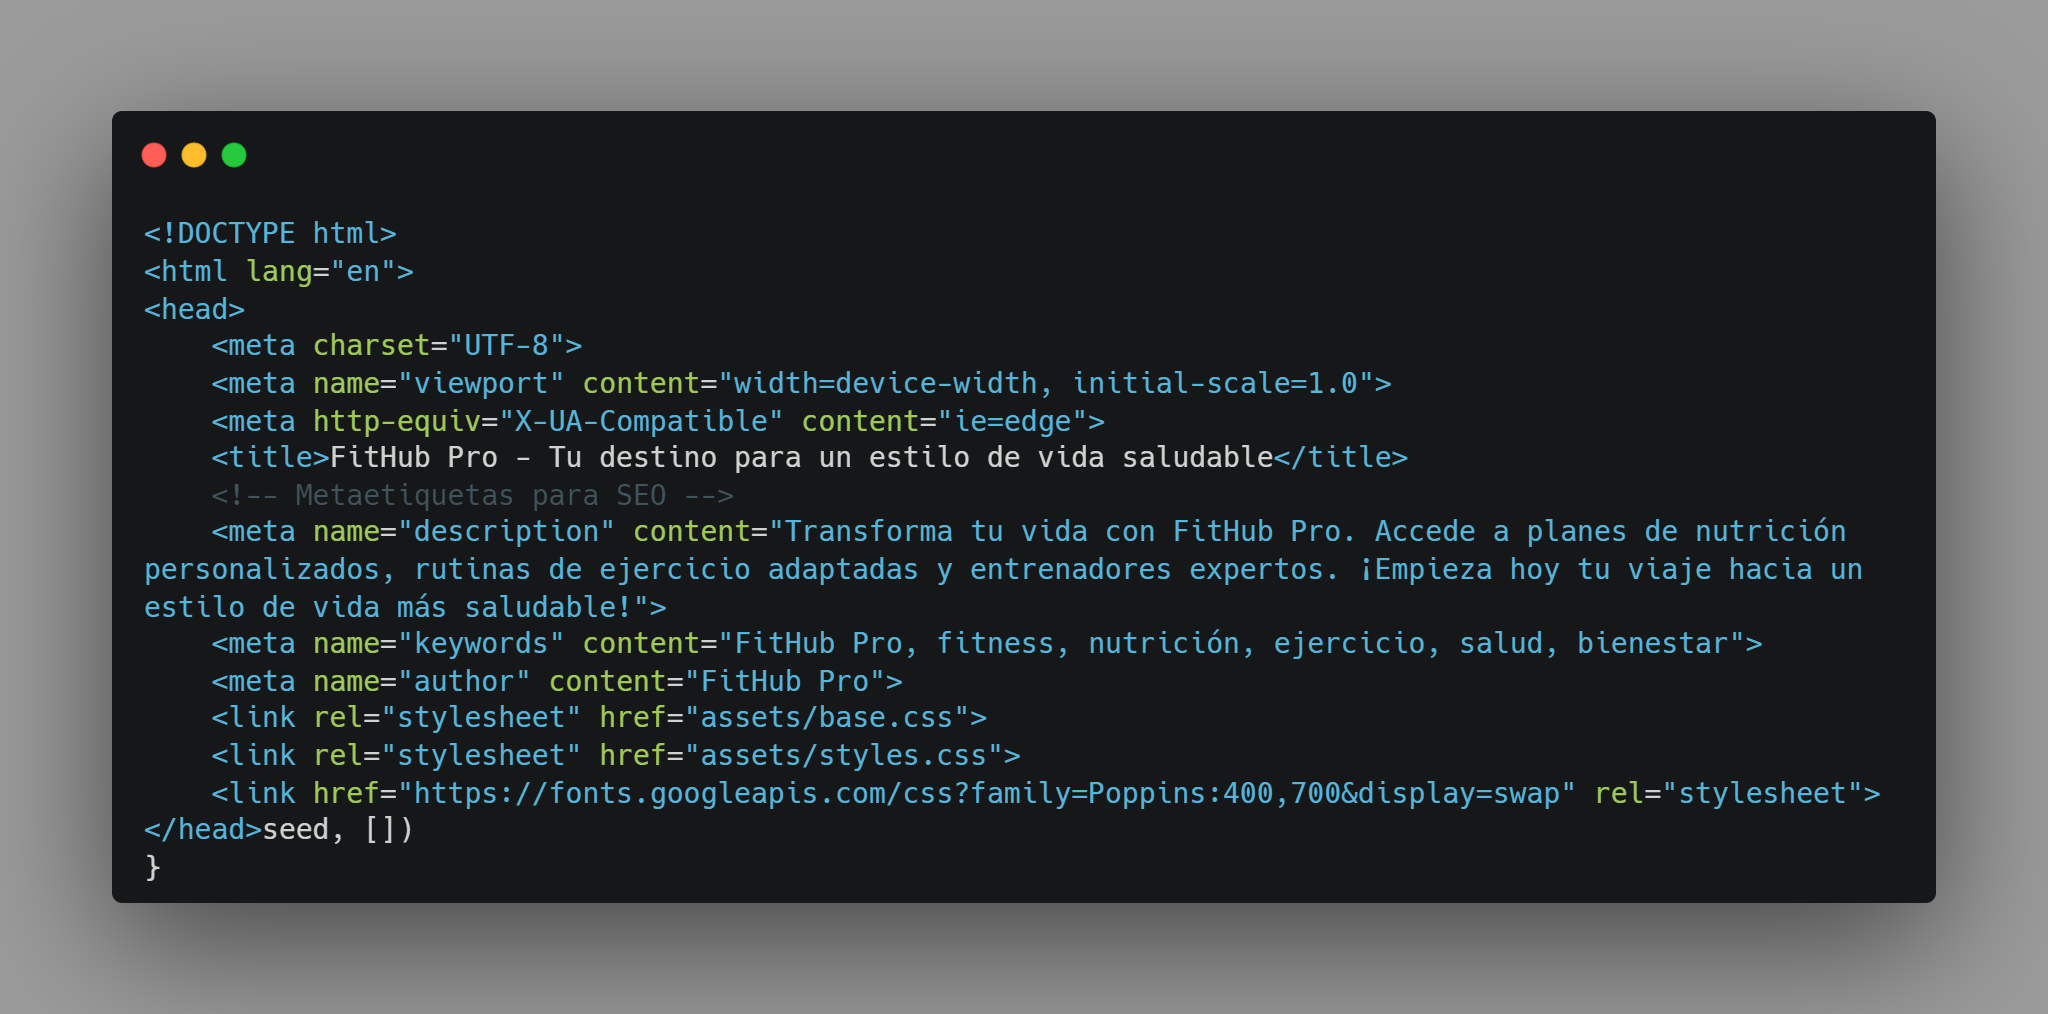 <!DOCTYPE html>
<html lang="en">
<head>
    <meta charset="UTF-8">
    <meta name="viewport" content="width=device-width, initial-scale=1.0">
    <meta http-equiv="X-UA-Compatible" content="ie=edge">
    <title>FitHub Pro - Tu destino para un estilo de vida saludable</title>
    <!-- Metaetiquetas para SEO -->
    <meta name="description" content="Transforma tu vida con FitHub Pro. Accede a planes de nutrición
personalizados, rutinas de ejercicio adaptadas y entrenadores expertos. ¡Empieza hoy tu viaje hacia un
estilo de vida más saludable!">
    <meta name="keywords" content="FitHub Pro, fitness, nutrición, ejercicio, salud, bienestar">
    <meta name="author" content="FitHub Pro">
    <link rel="stylesheet" href="assets/base.css">
    <link rel="stylesheet" href="assets/styles.css">
    <link href="https://fonts.googleapis.com/css?family=Poppins:400,700&display=swap" rel="stylesheet">
</head>seed, [])
}